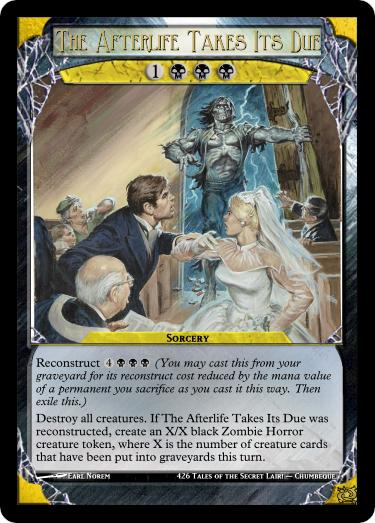 The Afterlife Takes Its Due
1
Sorcery
Reconstruct 4 (You may cast this from your
graveyard for its reconstruct cost reduced by the mana value
of a permanent you sacrifice as you cast it this way. Then
exile this.)
Destroy all creatures. If The Afterlife Takes Its Due was
reconstructed, create an X/X black Zombie Horror
creature token, where X is the number of creature cards
that have been put into graveyards this turn.
Earl Norem
426 Tales of the Secret Lair! — Chumbeque